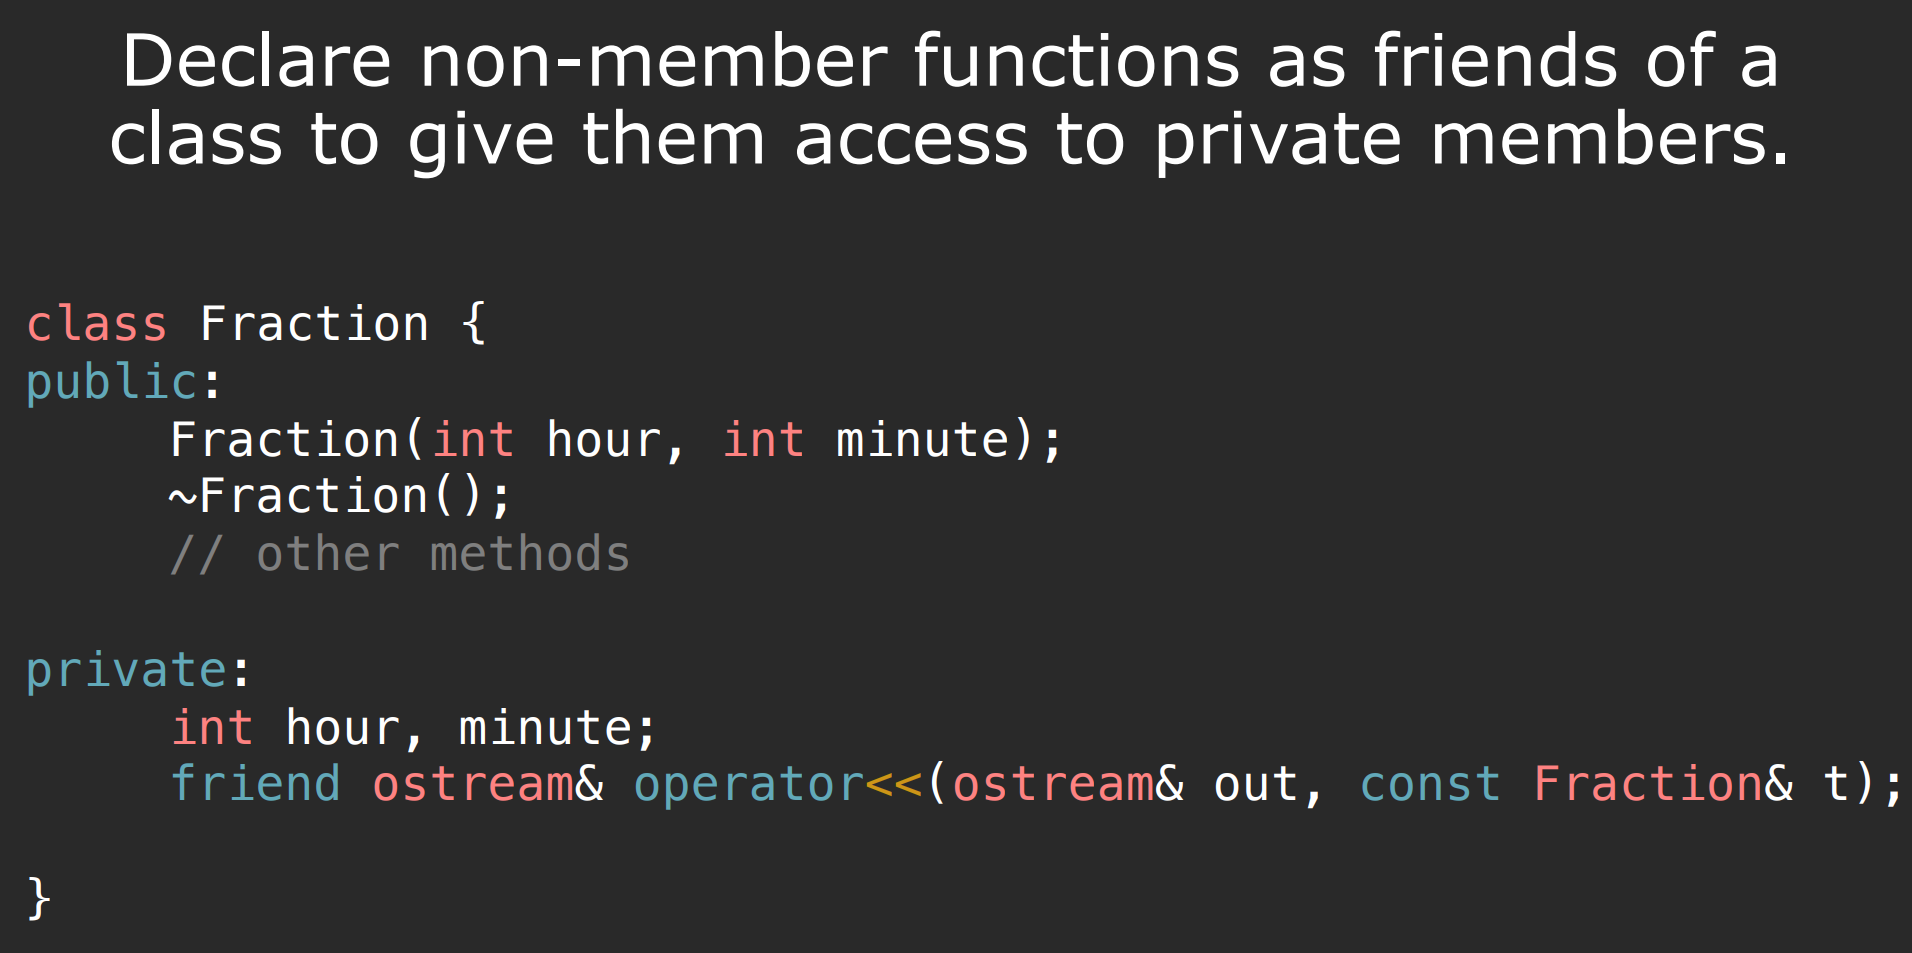 Declare non-member functions as friends of a
class to give them access to private members.
class Fraction {
public:
Fraction(int hour, int minute);
~Fraction();
// other methods
private:
int hour, minute;
friend ostream& operator<<(ostream& out, const Fraction& t);
}